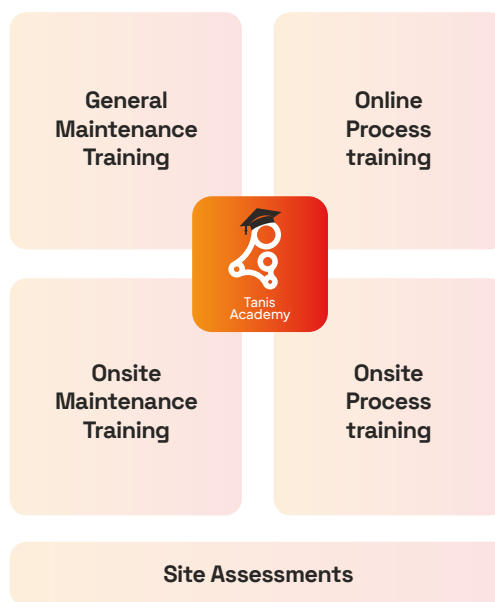 General
Maintenance
Training
Online
Process
training
Tanis
Academy
Onsite
Maintenance
Training
Onsite
Process
training
Site Assessments